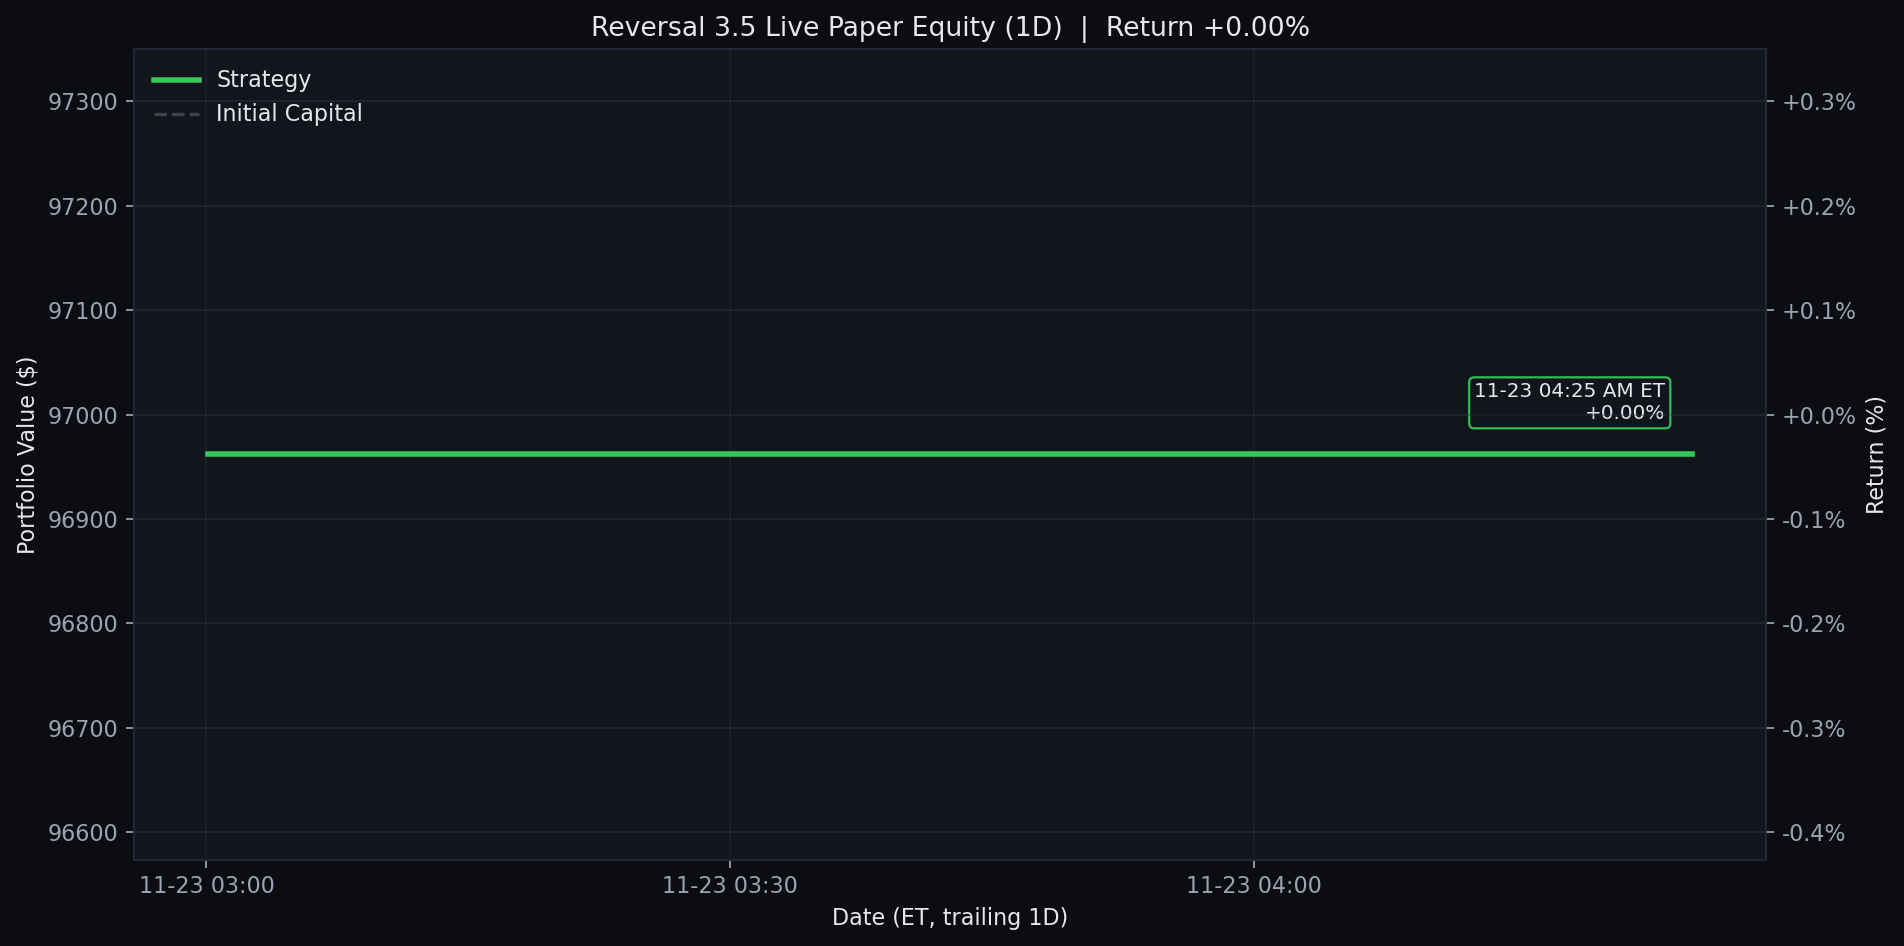 Reversal 3.5 Live Paper Equity (1D)  |  Return +0.00%
Strategy
Initial Capital
97300
97200
97100
97000
96900
96800
96700
96600
Portfolio Value ($)
11-23 04:25 AM ET
+0.00%
+0.3%
+0.2%
+0.1%
+0.0%
-0.1%
-0.2%
-0.3%
-0.4%
Return (%)
11-23 03:00
11-23 03:30
11-23 04:00
Date (ET, trailing 1D)